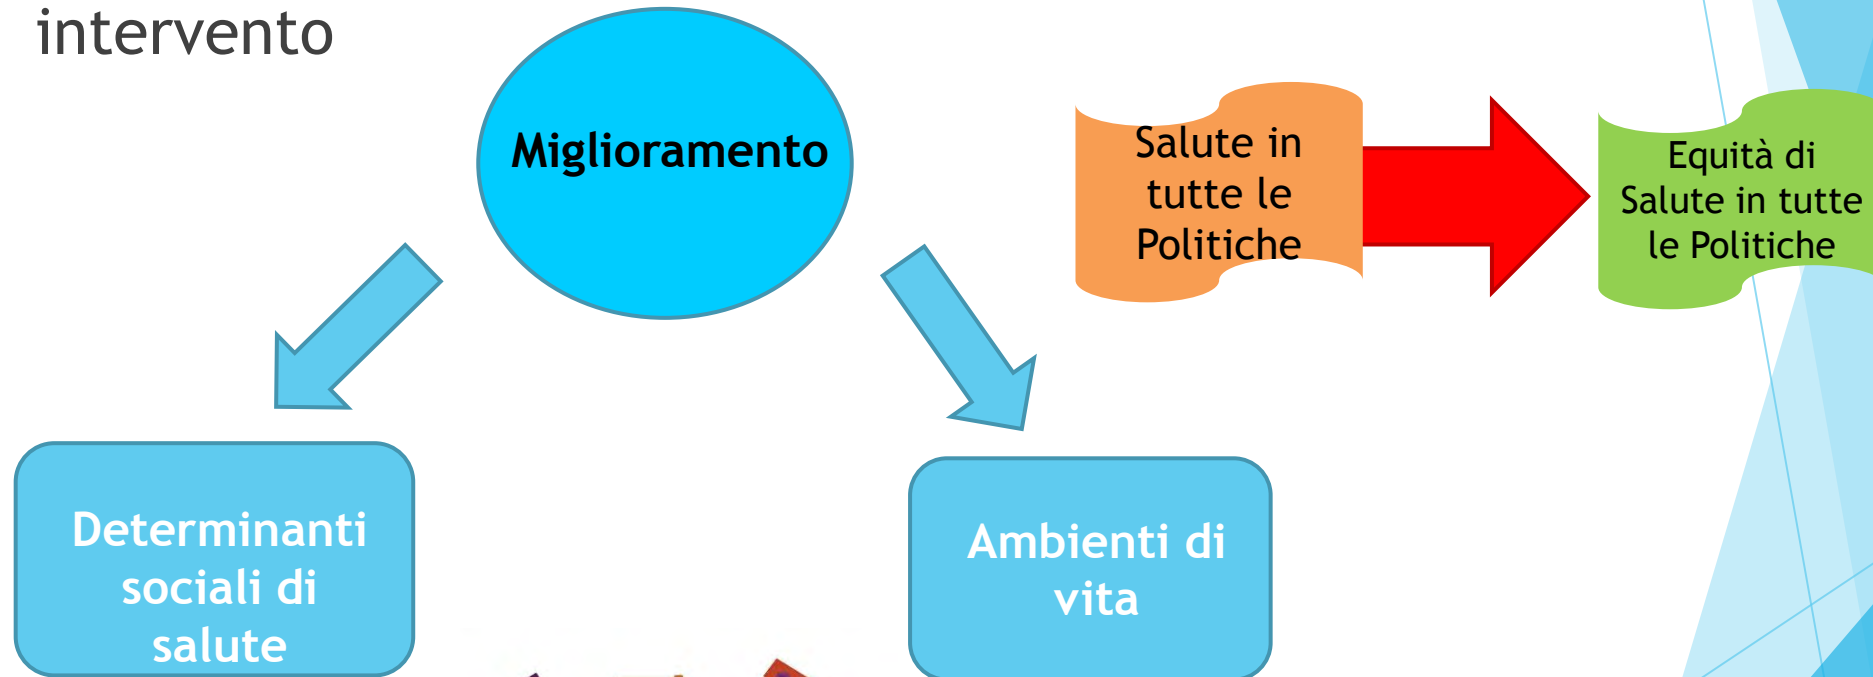 intervento
Miglioramento
Salute in
tutte le
Politiche
Equità di
Salute in tutte
le Politiche
Determinanti
sociali di
salute
Ambienti di
vita